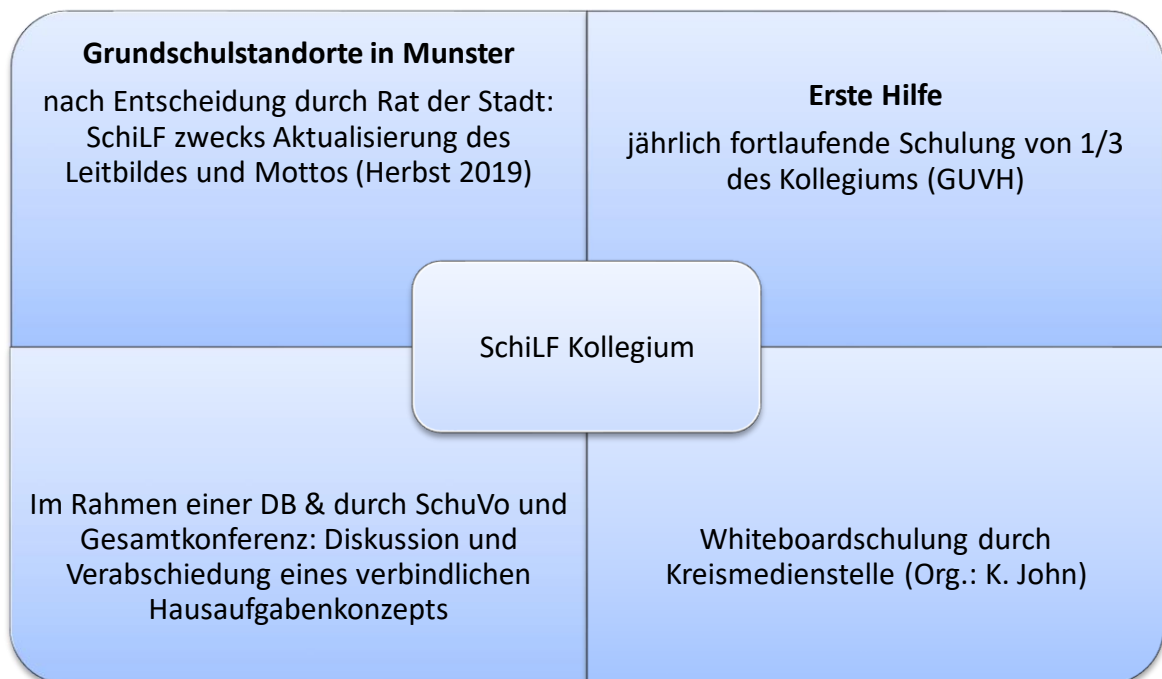 Grundschulstandorte in Munster
nach Entscheidung durch Rat der Stadt:
SchiLF zwecks Aktualisierung des
Leitbildes und Mottos (Herbst 2019)
Erste Hilfe
jährlich fortlaufende Schulung von 1/3
des Kollegiums (GUVH)
SchiLF Kollegium
Im Rahmen einer DB & durch SchuVo und
Gesamtkonferenz: Diskussion und
Verabschiedung eines verbindlichen
Hausaufgabenkonzepts
Whiteboardschulung durch
Kreismedienstelle (Org.: K. John)